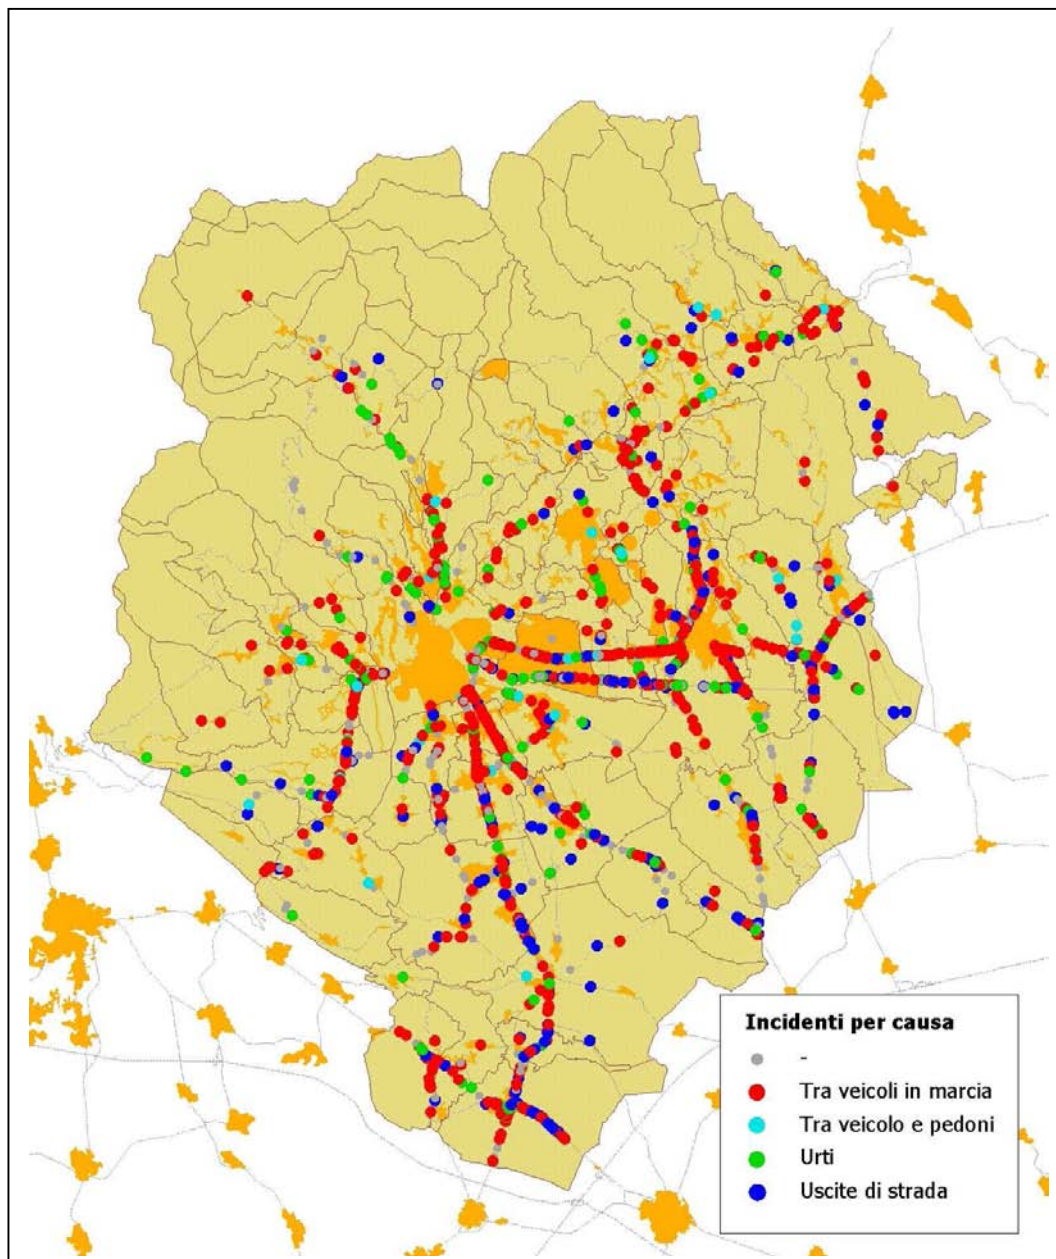 Incidenti per causa
-
Tra veicoli in marcia
Tra veicolo e pedoni
Urti
Uscite di strada